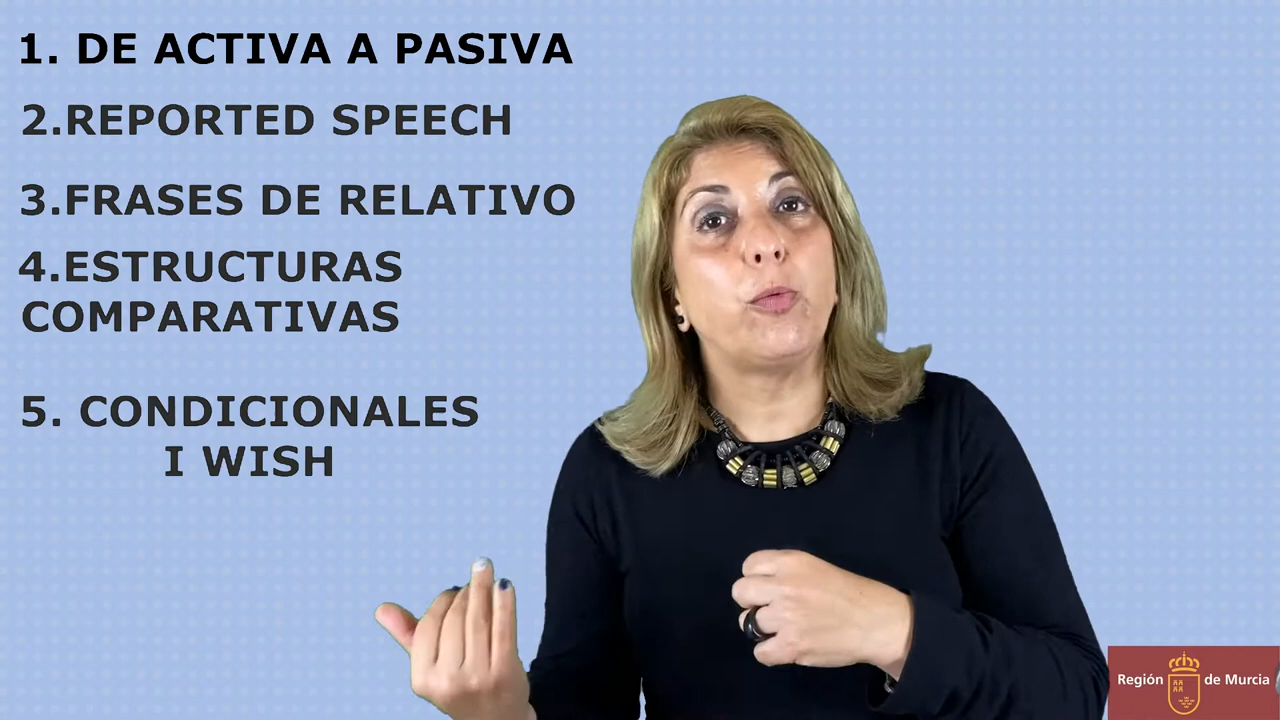 1. DE ACTIVA A PASIVA
2.REPORTED SPEECH
3.FRASES DE RELATIVO
4.ESTRUCTURAS
COMPARATIVAS
5. CONDICIONALES
I WISH
Región de Murcia